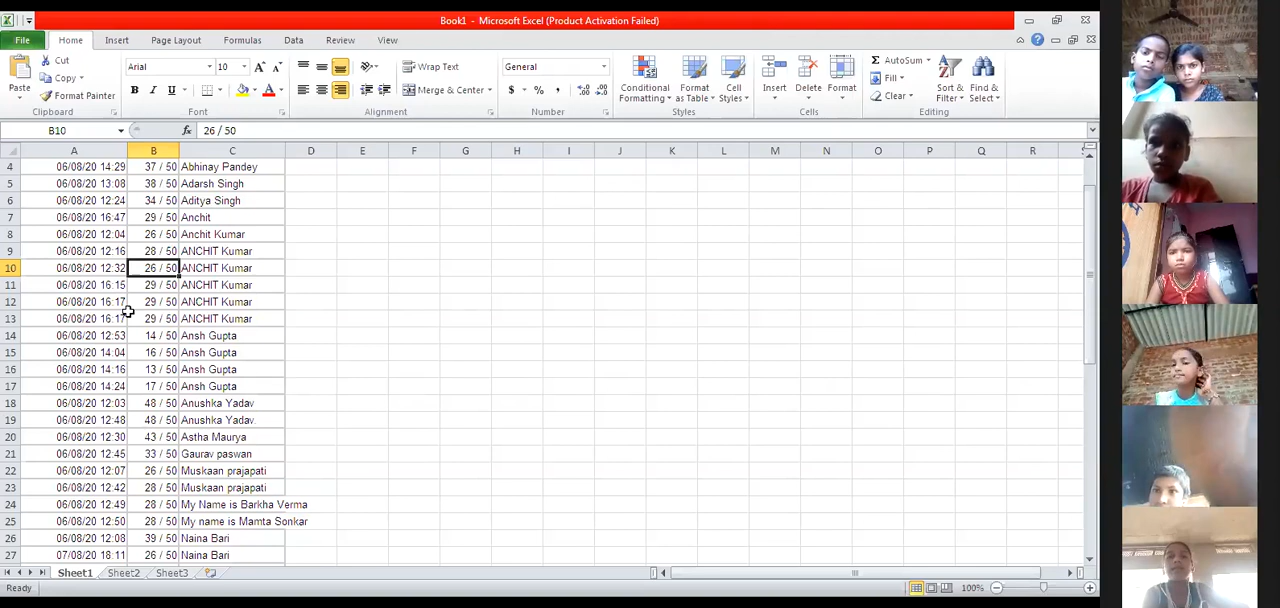 Book1 - Microsoft Excel (Product Activation Failed)
File Home Insert Page Layout Formulas Data Review View
Cut
Copy
Format Painter
Paste
Clipboard
Arial 10
Font
Wrap Text
Merge & Center
Alignment
General
Number
Conditional Formatting
Format as Table
Cell Styles
Styles
Insert Delete Format
Cells
AutoSum
Fill
Clear
Sort & Filter
Find & Select
Editing
B10 fx 26 / 50
A B C D E F G H I J K L M N O P Q R
4 06/08/20 14:29 37 / 50 Abhinay Pandey
5 06/08/20 13:08 38 / 50 Adarsh Singh
6 06/08/20 12:24 34 / 50 Aditya Singh
7 06/08/20 16:47 29 / 50 Anchit
8 06/08/20 12:04 26 / 50 Anchit Kumar
9 06/08/20 12:16 28 / 50 ANCHIT Kumar
10 06/08/20 12:32 26 / 50 ANCHIT Kumar
11 06/08/20 16:15 29 / 50 ANCHIT Kumar
12 06/08/20 16:17 29 / 50 ANCHIT Kumar
13 06/08/20 16:17 29 / 50 ANCHIT Kumar
14 06/08/20 12:53 14 / 50 Ansh Gupta
15 06/08/20 14:04 16 / 50 Ansh Gupta
16 06/08/20 14:16 13 / 50 Ansh Gupta
17 06/08/20 14:24 17 / 50 Ansh Gupta
18 06/08/20 12:03 48 / 50 Anushka Yadav
19 06/08/20 12:48 48 / 50 Anushka Yadav.
20 06/08/20 12:30 43 / 50 Astha Maurya
21 06/08/20 12:45 33 / 50 Gaurav paswan
22 06/08/20 12:07 26 / 50 Muskaan prajapati
23 06/08/20 12:42 28 / 50 Muskaan prajapati
24 06/08/20 12:49 28 / 50 My Name is Barkha Verma
25 06/08/20 12:50 28 / 50 My name is Mamta Sonkar
26 06/08/20 12:08 39 / 50 Naina Bari
27 07/08/20 18:11 26 / 50 Naina Bari
Sheet1 Sheet2 Sheet3
Ready 100%